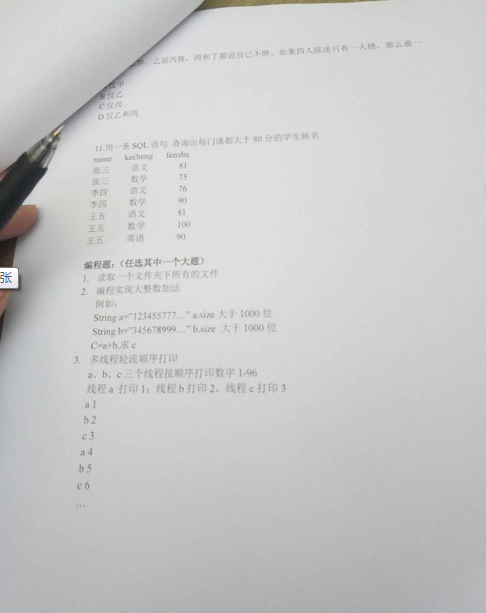 乙说丙胖，丙和丁都说自己不胖。如果四人陈述只有一人错，那么谁一
B 仅乙
C 仅丙
D 仅乙和丙
11.用一条 SQL 语句 查询出每门课都大于 80 分的学生姓名
name kecheng fenshu
张三 语文 81
张三 数学 75
李四 语文 76
李四 数学 90
王五 语文 81
王五 数学 100
王五 英语 90
编程题：（任选其中一个大题）
1. 读取一个文件夹下所有的文件
2. 编程实现大整数加法
例如：
String a="123455777…" a.size 大于 1000 位
String b="345678999…" b.size 大于 1000 位
C=a+b,求 c
3. 多线程轮流顺序打印
a、b、c 三个线程按顺序打印数字 1-96
线程 a 打印 1；线程 b 打印 2，线程 c 打印 3
a 1
b 2
c 3
a 4
b 5
c 6
…
张